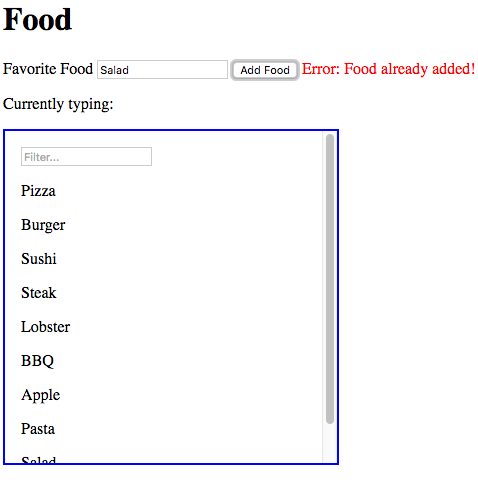 Food
Favorite Food Salad Add Food Error: Food already added!
Currently typing:
Filter...
Pizza
Burger
Sushi
Steak
Lobster
BBQ
Apple
Pasta
Salad